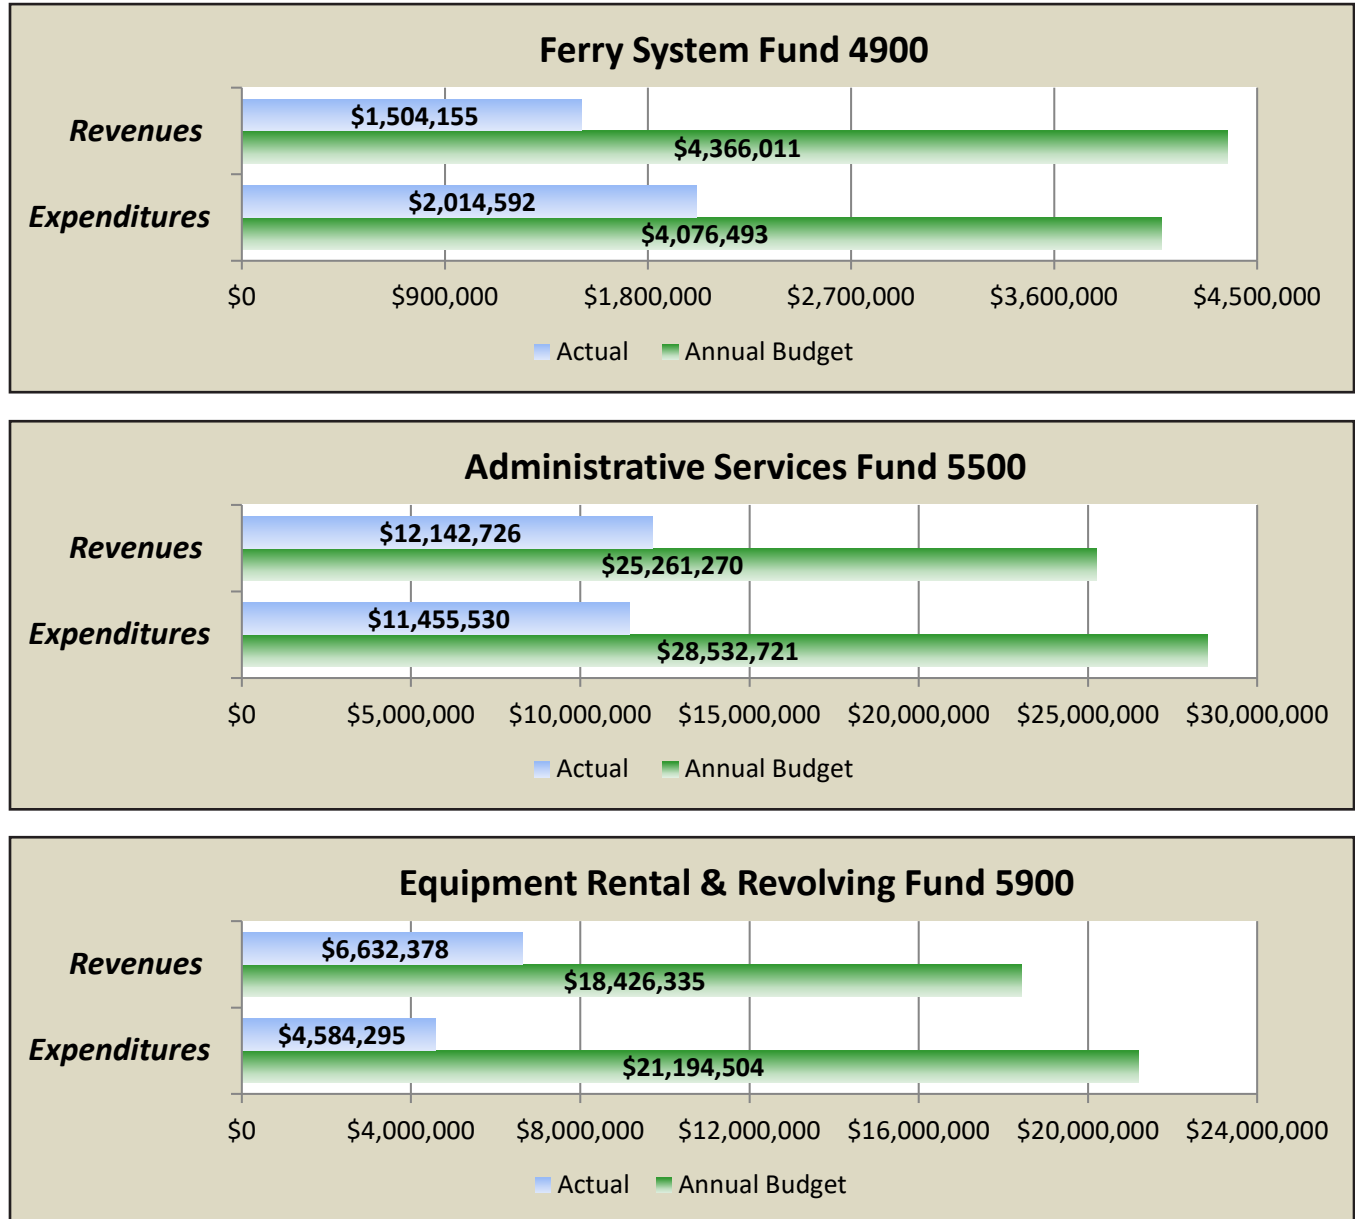 Ferry System Fund 4900
Revenues
$1,504,155
$4,366,011
Expenditures
$2,014,592
$4,076,493
$0 $900,000 $1,800,000 $2,700,000 $3,600,000 $4,500,000
Actual Annual Budget
Administrative Services Fund 5500
Revenues
$12,142,726
$25,261,270
Expenditures
$11,455,530
$28,532,721
$0 $5,000,000 $10,000,000 $15,000,000 $20,000,000 $25,000,000 $30,000,000
Actual Annual Budget
Equipment Rental & Revolving Fund 5900
Revenues
$6,632,378
$18,426,335
Expenditures
$4,584,295
$21,194,504
$0 $4,000,000 $8,000,000 $12,000,000 $16,000,000 $20,000,000 $24,000,000
Actual Annual Budget